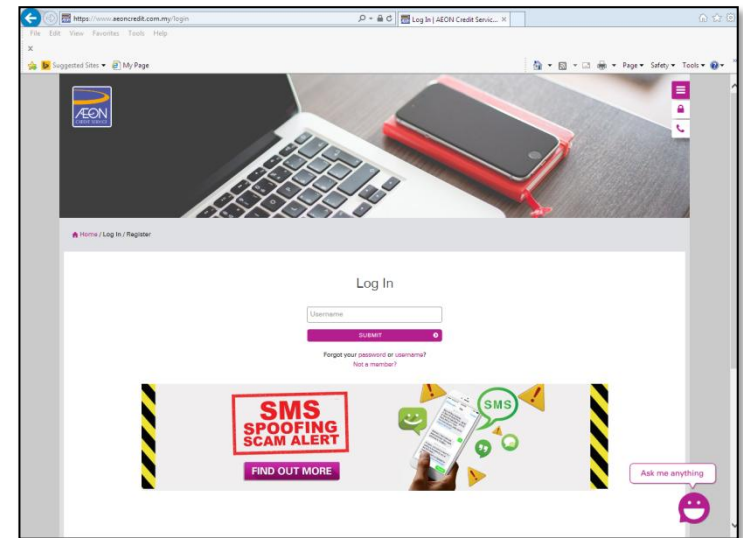 https://www.aeoncredit.com.my/login
Log In | AEON Credit Servic...
File Edit View Favorites Tools Help
x
Suggested Sites
My Page
Page Safety Tools
ÆON
CREDIT SERVICE
Home / Log In / Register
Log In
Username
SUBMIT
Forgot your password or username?
Not a member?
SMS
SPOOFING
SCAM ALERT
SMS
FIND OUT MORE
Ask me anything